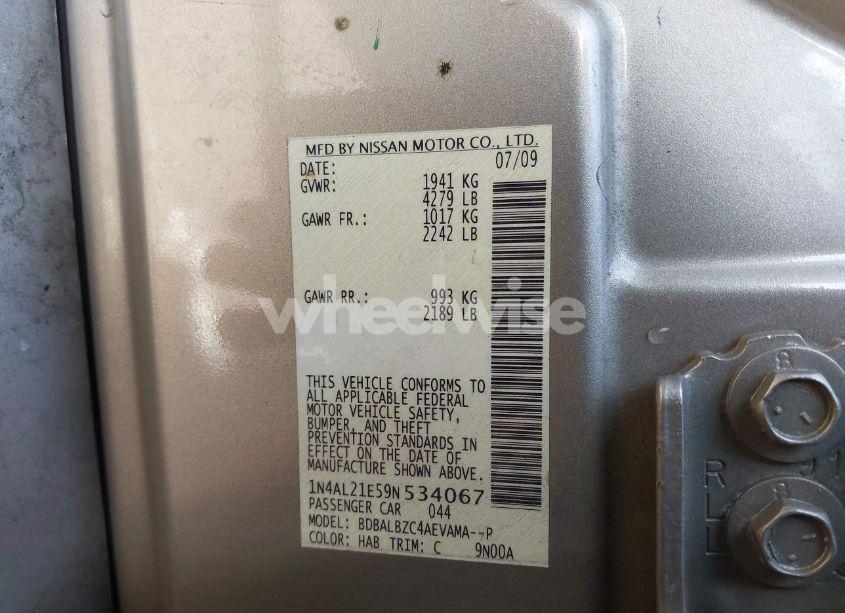 MFD BY NISSAN MOTOR CO., LTD.
DATE: 07/09
GVWR: 1941 KG
4279 LB
GAWR FR.: 1017 KG
2242 LB
GAWR RR.: 993 KG
2189 LB
wheelwise
THIS VEHICLE CONFORMS TO
ALL APPLICABLE FEDERAL
MOTOR VEHICLE SAFETY,
BUMPER, AND THEFT
PREVENTION STANDARDS IN
EFFECT ON THE DATE OF
MANUFACTURE SHOWN ABOVE.
1N4AL21E59N534067
PASSENGER CAR 044
MODEL: BDBALBZC4AEVAMA--P
COLOR: HAB TRIM: C 9N00A
8
8
R
L
L